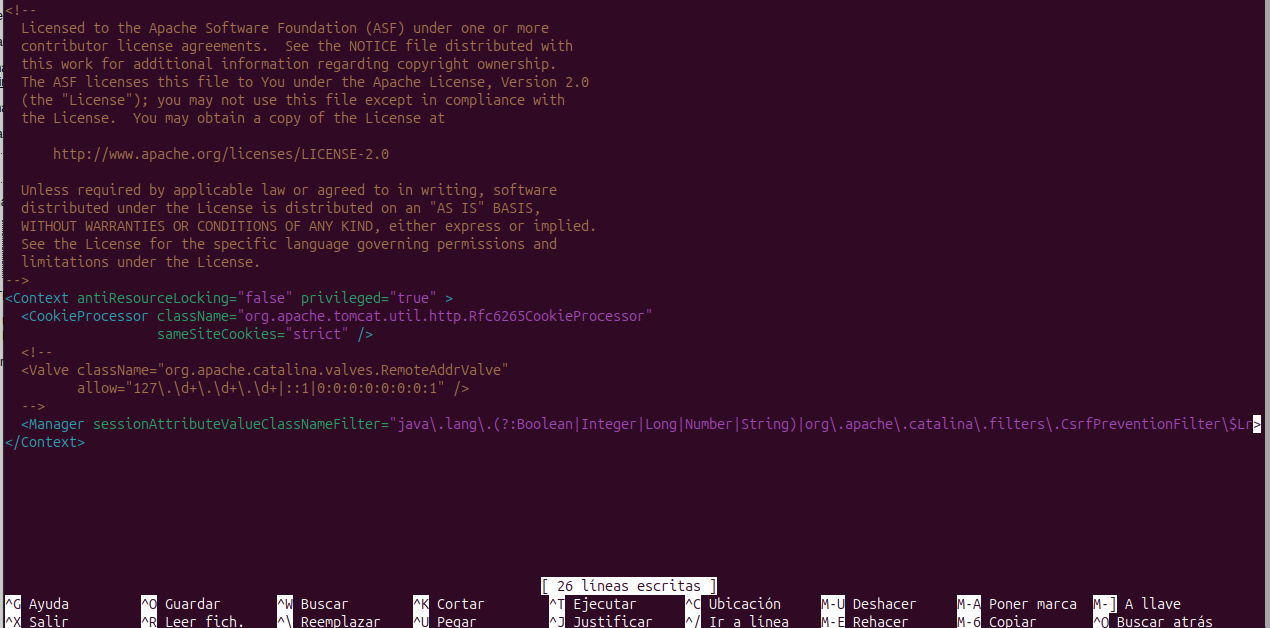 <!--
  Licensed to the Apache Software Foundation (ASF) under one or more
  contributor license agreements.  See the NOTICE file distributed with
  this work for additional information regarding copyright ownership.
  The ASF licenses this file to You under the Apache License, Version 2.0
  (the "License"); you may not use this file except in compliance with
  the License.  You may obtain a copy of the License at

      http://www.apache.org/licenses/LICENSE-2.0

  Unless required by applicable law or agreed to in writing, software
  distributed under the License is distributed on an "AS IS" BASIS,
  WITHOUT WARRANTIES OR CONDITIONS OF ANY KIND, either express or implied.
  See the License for the specific language governing permissions and
  limitations under the License.
-->
<Context antiResourceLocking="false" privileged="true" >
  <CookieProcessor className="org.apache.tomcat.util.http.Rfc6265CookieProcessor"
                   sameSiteCookies="strict" />
  <!--
  <Valve className="org.apache.catalina.valves.RemoteAddrValve"
         allow="127\.\d+\.\d+\.\d+|::1|0:0:0:0:0:0:0:1" />
  -->
  <Manager sessionAttributeValueClassNameFilter="java\.lang\.(?:Boolean|Integer|Long|Number|String)|org\.apache\.catalina\.filters\.CsrfPreventionFilter\$Lr>
</Context>
[ 26 líneas escritas ]
^G Ayuda ^O Guardar ^W Buscar ^K Cortar ^T Ejecutar ^C Ubicación M-U Deshacer M-A Poner marca M-] A llave
^X Salir ^R Leer fich. ^\ Reemplazar ^U Pegar ^J Justificar ^/ Ir a línea M-E Rehacer M-6 Copiar ^Q Buscar atrás